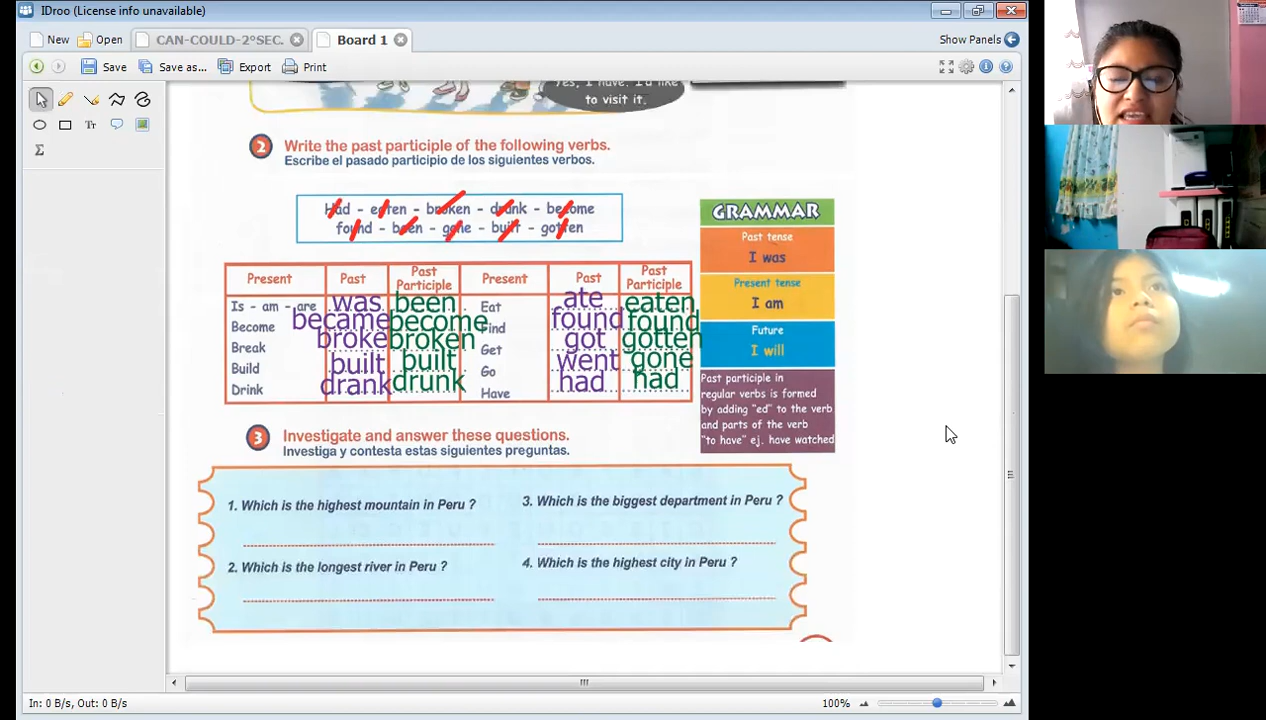 IDroo (License info unavailable)
New Open CAN-COULD-2°SEC. Board 1 Show Panels
Save Save as... Export Print
Yes, I have. I'd like
to visit it.
2 Write the past participle of the following verbs.
Escribe el pasado participio de los siguientes verbos.
Had - eaten - broken - drunk - become
found - been - gone - built - gotten
Present Past Past Participle Present Past Past Participle
Is - am - are was been Eat ate eaten
Become became become Find found found
Break broke broken Get got gotten
Build built built Go went gone
Drink drank drunk Have had had
GRAMMAR
Past tense
I was
Present tense
I am
Future
I will
Past participle in
regular verbs is formed
by adding "ed" to the verb
and parts of the verb
"to have" ej. have watched
3 Investigate and answer these questions.
Investiga y contesta estas siguientes preguntas.
1. Which is the highest mountain in Peru ?
2. Which is the longest river in Peru ?
3. Which is the biggest department in Peru ?
4. Which is the highest city in Peru ?
In: 0 B/s, Out: 0 B/s 100%